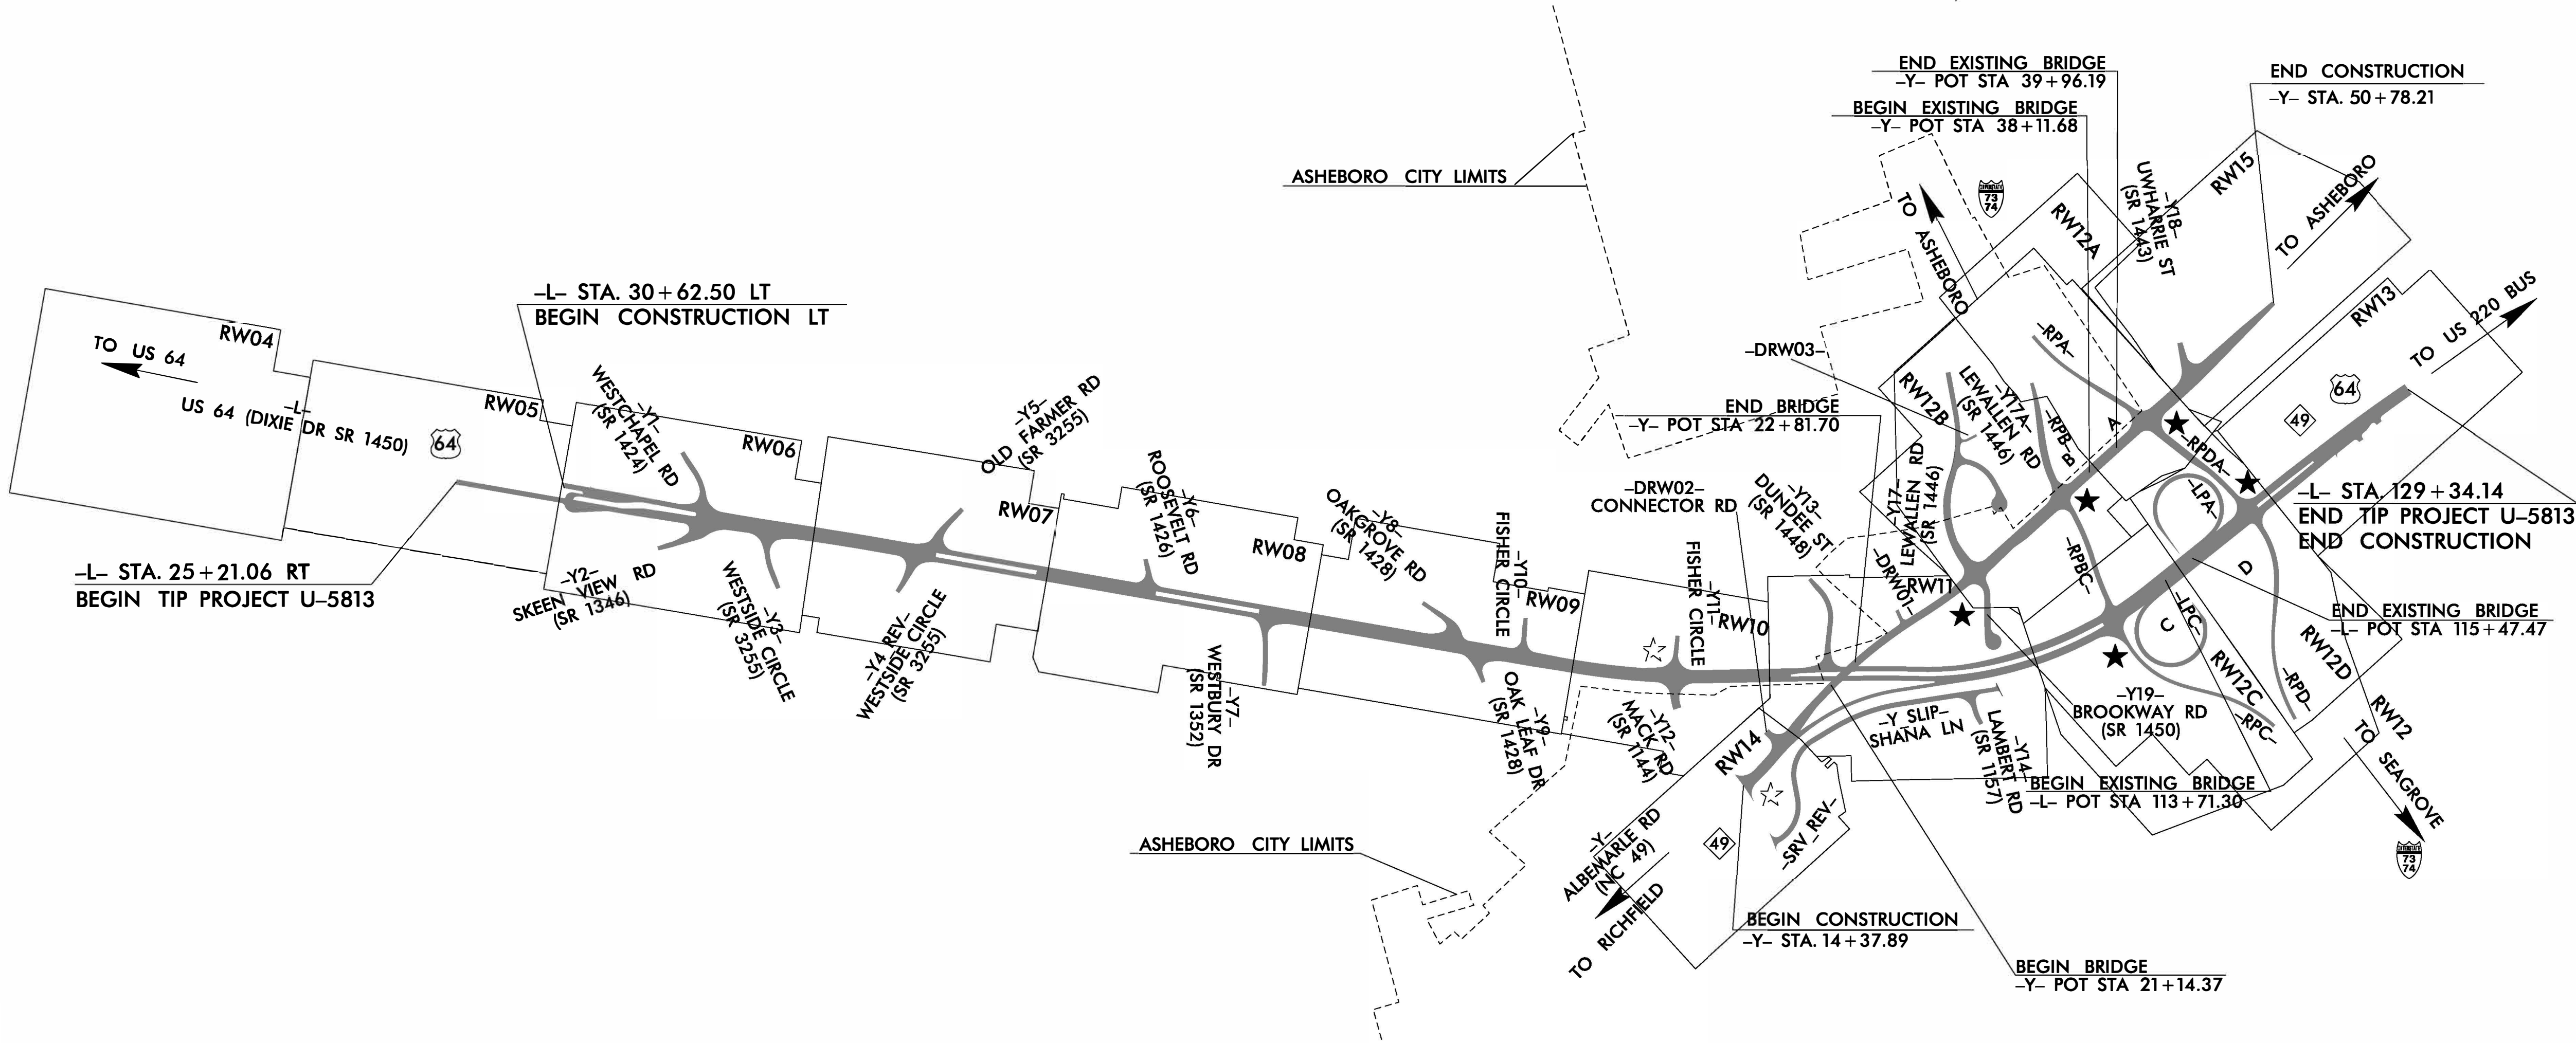 END EXISTING BRIDGE
–Y– POT STA 39+96.19
BEGIN EXISTING BRIDGE
–Y– POT STA 38+11.68
END CONSTRUCTION
–Y– STA. 50+78.21
ASHEBORO CITY LIMITS
TO ASHEBORO
73
74
RW12A
–Y18–
UWHARRIE ST
(SR 1443)
RW15
TO ASHEBORO
–L– STA. 30+62.50 LT
BEGIN CONSTRUCTION LT
RW04
TO US 64
–L–
US 64 (DIXIE DR SR 1450)
64
RW05
–Y1–
WESTCHAPEL RD
(SR 1424)
RW06
–Y5–
OLD FARMER RD
(SR 3255)
RW07
–Y6–
ROOSEVELT RD
(SR 1426)
RW08
–Y8–
OAKGROVE RD
(SR 1428)
–Y10–
FISHER CIRCLE
RW09
–Y11–
FISHER CIRCLE
RW10
–DRW03–
END BRIDGE
–Y– POT STA 22+81.70
–DRW02–
CONNECTOR RD
–Y13–
DUNDEE ST
(SR 1448)
RW12B
–Y17–
LEWALLEN RD
(SR 1446)
–Y17A–
LEWALLEN RD
(SR 1446)
–DRW01–
RW11
–RPA–
–RPB–
B
A
–RPDA–
–LPA–
–RPBC–
RW13
TO US 220 BUS
64
49
–L– STA. 129+34.14
END TIP PROJECT U–5813
END CONSTRUCTION
–L– STA. 25+21.06 RT
BEGIN TIP PROJECT U–5813
–Y2–
SKEEN VIEW RD
(SR 1346)
–Y3–
WESTSIDE CIRCLE
(SR 3255)
–Y4 REV–
WESTSIDE CIRCLE
(SR 3255)
–Y7–
WESTBURY DR
(SR 1352)
–Y9–
OAK LEAF DR
(SR 1428)
–Y12–
MACK RD
(SR 1144)
RW14
–Y_SLIP–
SHANA LN
–Y14–
LAMBERT RD
(SR 1157)
–Y19–
BROOKWAY RD
(SR 1450)
C
–LPC–
D
END EXISTING BRIDGE
–L– POT STA 115+47.47
RW12C
–RPC–
–RPD–
RW12D
RW12
TO SEAGROVE
73
74
BEGIN EXISTING BRIDGE
–L– POT STA 113+71.30
–SRV_REV–
ASHEBORO CITY LIMITS
–Y–
ALBEMARLE RD
(NC 49)
49
TO RICHFIELD
BEGIN CONSTRUCTION
–Y– STA. 14+37.89
BEGIN BRIDGE
–Y– POT STA 21+14.37